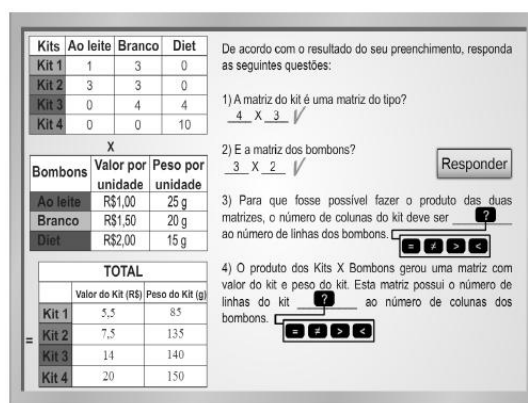 Kits Ao leite Branco Diet
Kit 1 1 3 0
Kit 2 3 3 0
Kit 3 0 4 4
Kit 4 0 0 10
X
Bombons Valor por unidade Peso por unidade
Ao leite R$1,00 25 g
Branco R$1,50 20 g
Diet R$2,00 15 g
=
TOTAL
Valor do Kit (R$) Peso do Kit (g)
Kit 1 5,5 85
Kit 2 7,5 135
Kit 3 14 140
Kit 4 20 150
De acordo com o resultado do seu preenchimento, responda
as seguintes questões:
1) A matriz do kit é uma matriz do tipo?
4 X 3
2) E a matriz dos bombons?
3 X 2
Responder
3) Para que fosse possível fazer o produto das duas
matrizes, o número de colunas do kit deve ser ?
ao número de linhas dos bombons.
= ≠ > <
4) O produto dos Kits X Bombons gerou uma matriz com
valor do kit e peso do kit. Esta matriz possui o número de
linhas do kit ? ao número de colunas dos
bombons.
= ≠ > <